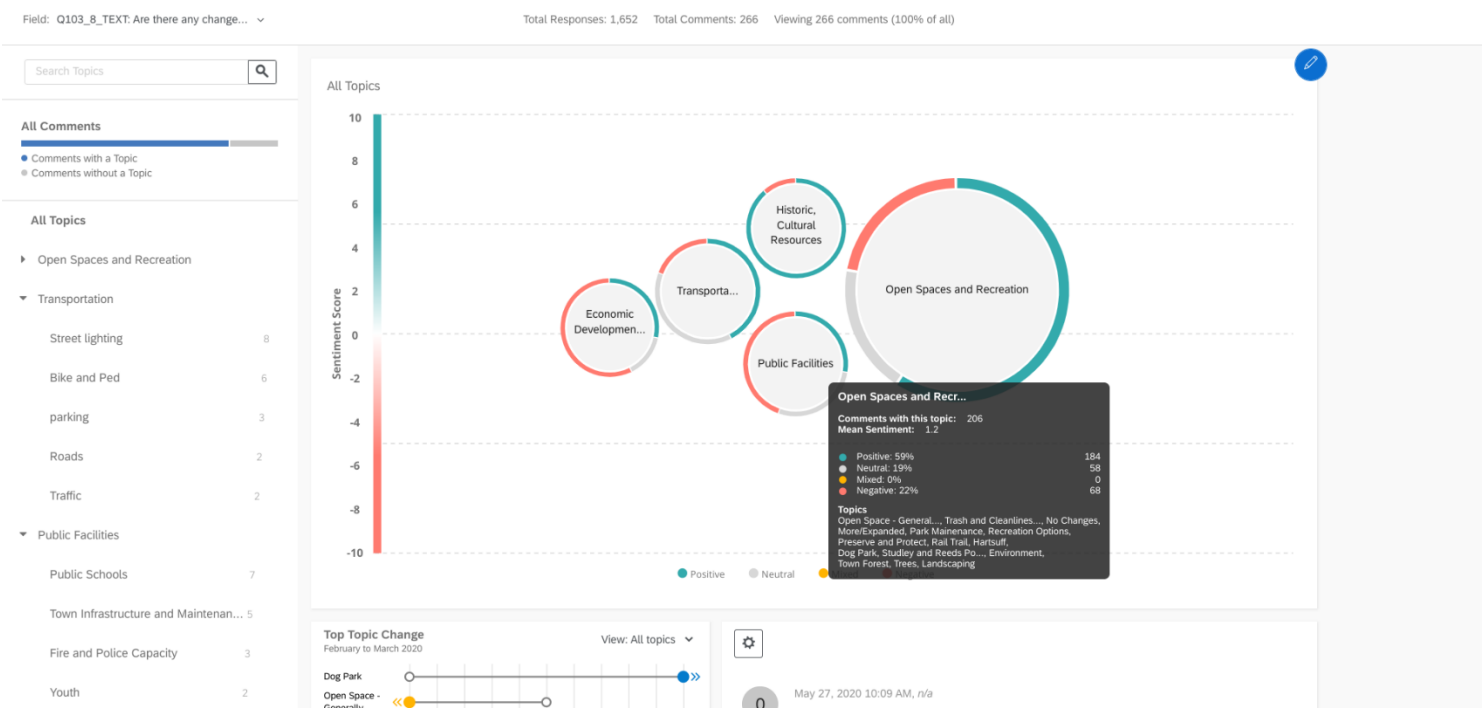 Field: Q103_8_TEXT: Are there any change...
Total Responses: 1,652 Total Comments: 266 Viewing 266 comments (100% of all)
Search Topics
All Comments
Comments with a Topic
Comments without a Topic
All Topics
Open Spaces and Recreation
Transportation
Street lighting 8
Bike and Ped 6
parking 3
Roads 2
Traffic 2
Public Facilities
Public Schools 7
Town Infrastructure and Maintenan... 5
Fire and Police Capacity 3
Youth 2
All Topics
Sentiment Score
10
8
6
4
2
0
-2
-4
-6
-8
-10
Historic,
Cultural
Resources
Transporta...
Open Spaces and Recreation
Economic
Developmen...
Public Facilities
Open Spaces and Recr...
Comments with this topic: 206
Mean Sentiment: 1.2
Positive: 59% 184
Neutral: 19% 58
Mixed: 0% 0
Negative: 22% 68
Topics
Open Space - General..., Trash and Cleanlines..., No Changes,
More/Expanded, Park Mainenance, Recreation Options,
Preserve and Protect, Rail Trail, Hartsuff,
Dog Park, Studley and Reeds Po..., Environment,
Town Forest, Trees, Landscaping
Positive Neutral Mixed Negative
Top Topic Change
February to March 2020
View: All topics
Dog Park
Open Space -
Generally
0
May 27, 2020 10:09 AM, n/a